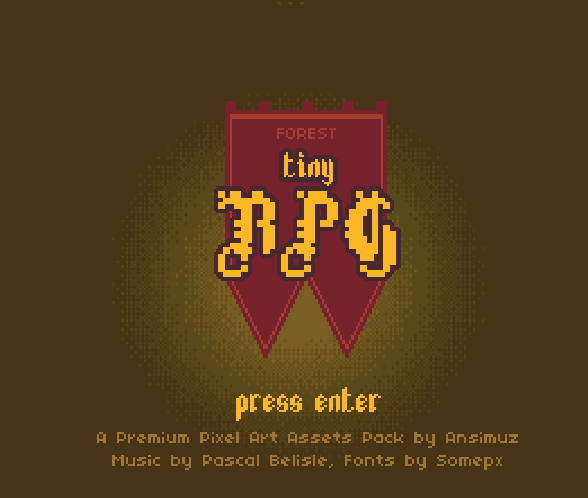 FOREST
tiny
RPG
press enter
A Premium Pixel Art Assets Pack by Ansimuz
Music by Pascal Belisle, Fonts by Somepx